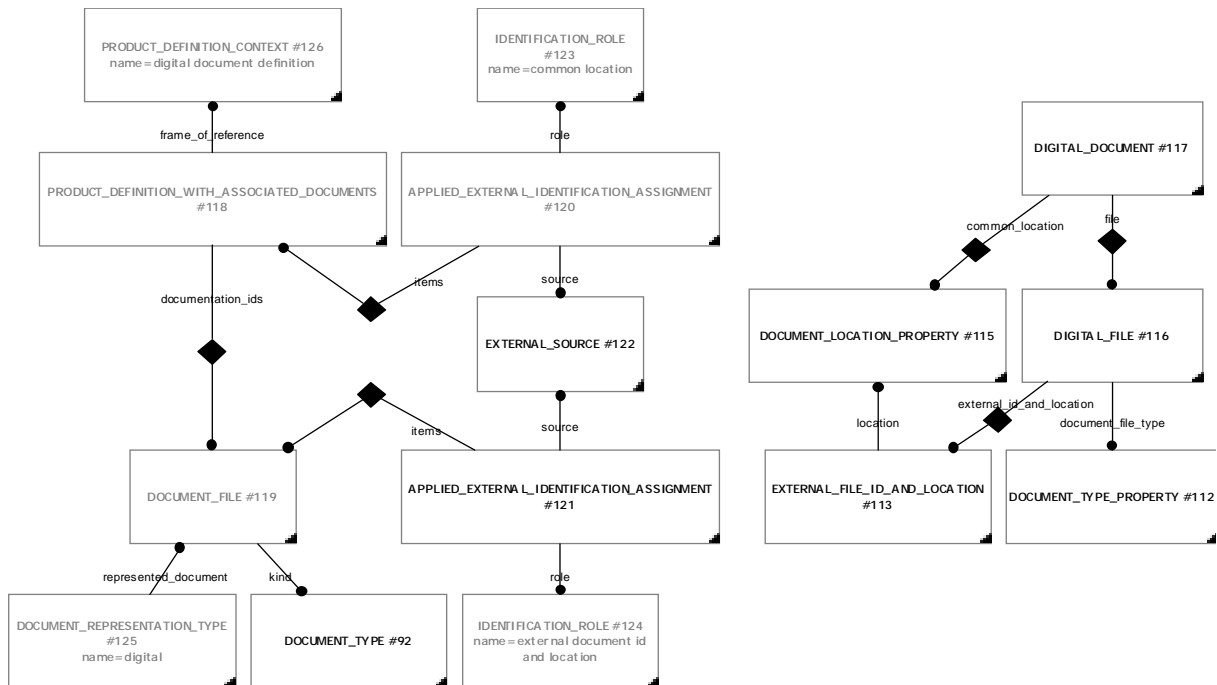 PRODUCT_DEFINITION_CONTEXT #126
name=digital document definition
IDENTIFICATION_ROLE
#123
name=common location
frame_of_reference
role
DIGITAL_DOCUMENT #117
PRODUCT_DEFINITION_WITH_ASSOCIATED_DOCUMENTS
#118
APPLIED_EXTERNAL_IDENTIFICATION_ASSIGNMENT
#120
common_location
file
items
source
documentation_ids
EXTERNAL_SOURCE #122
DOCUMENT_LOCATION_PROPERTY #115
DIGITAL_FILE #116
items
source
location
external_id_and_location
document_file_type
DOCUMENT_FILE #119
APPLIED_EXTERNAL_IDENTIFICATION_ASSIGNMENT
#121
EXTERNAL_FILE_ID_AND_LOCATION
#113
DOCUMENT_TYPE_PROPERTY #112
represented_document
kind
role
DOCUMENT_REPRESENTATION_TYPE
#125
name=digital
DOCUMENT_TYPE #92
IDENTIFICATION_ROLE #124
name=external document id
and location